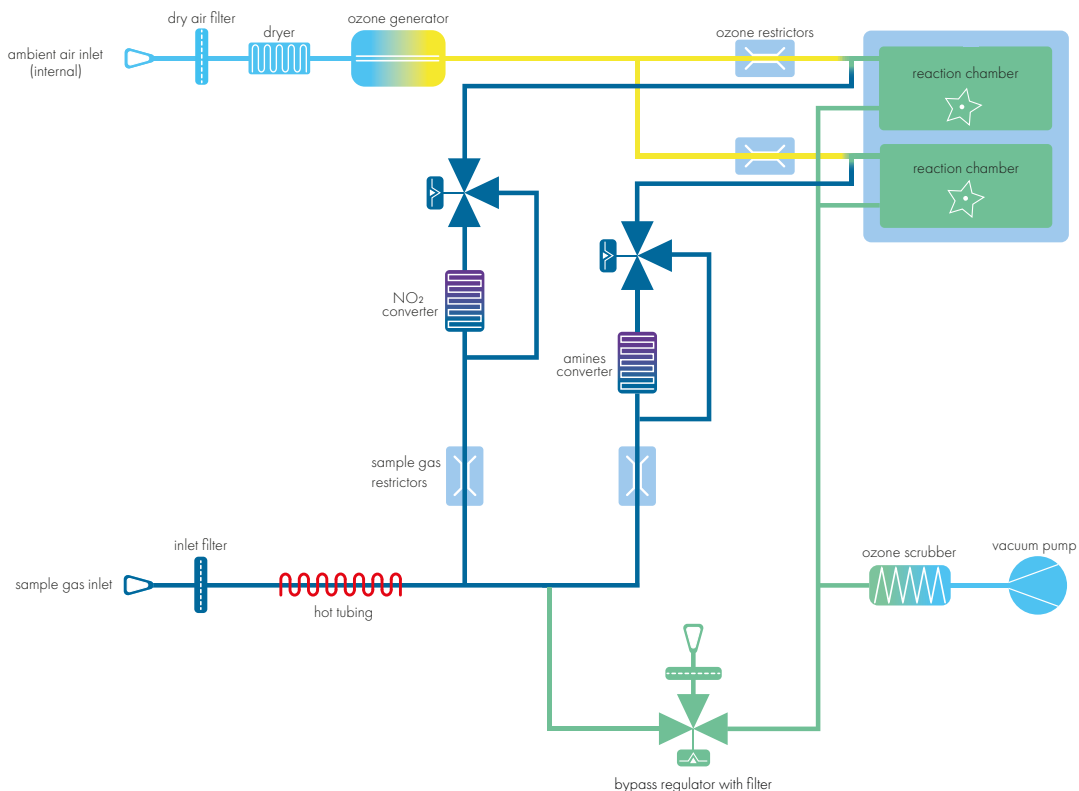 dry air filter
ozone generator
dryer
ozone restrictors
ambient air inlet
(internal)
reaction chamber
reaction chamber
NO₂
converter
amines
converter
sample gas
restrictors
inlet filter
ozone scrubber
vacuum pump
sample gas inlet
hot tubing
bypass regulator with filter